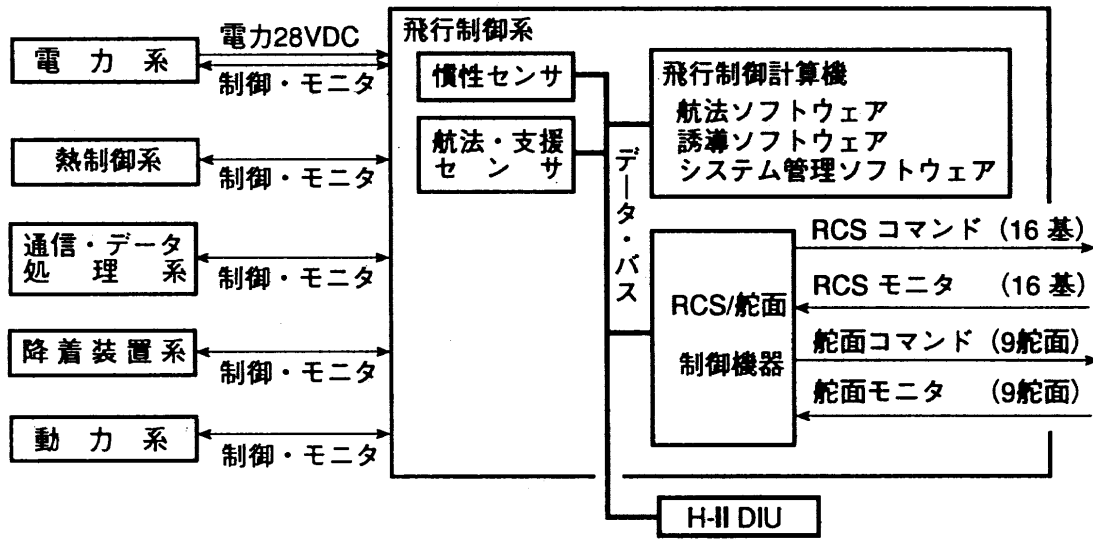 電力系
電力28VDC
制御・モニタ
熱制御系
制御・モニタ
通信・データ
処理系
制御・モニタ
降着装置系
制御・モニタ
動力系
制御・モニタ
飛行制御系
慣性センサ
航法・支援
センサ
データ・バス
飛行制御計算機
航法ソフトウェア
誘導ソフトウェア
システム管理ソフトウェア
RCS/舵面
制御機器
RCS コマンド (16 基)
RCS モニタ (16 基)
舵面コマンド (9舵面)
舵面モニタ (9舵面)
H-II DIU